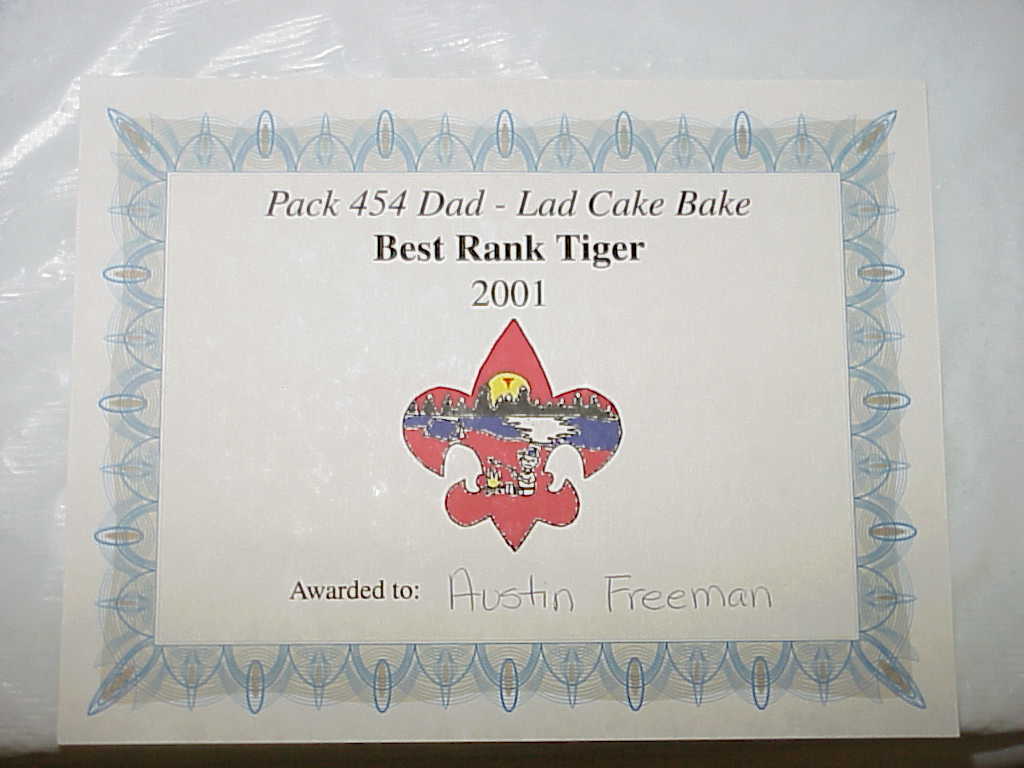 Pack 454 Dad - Lad Cake Bake
Best Rank Tiger
2001
Awarded to: Austin Freeman